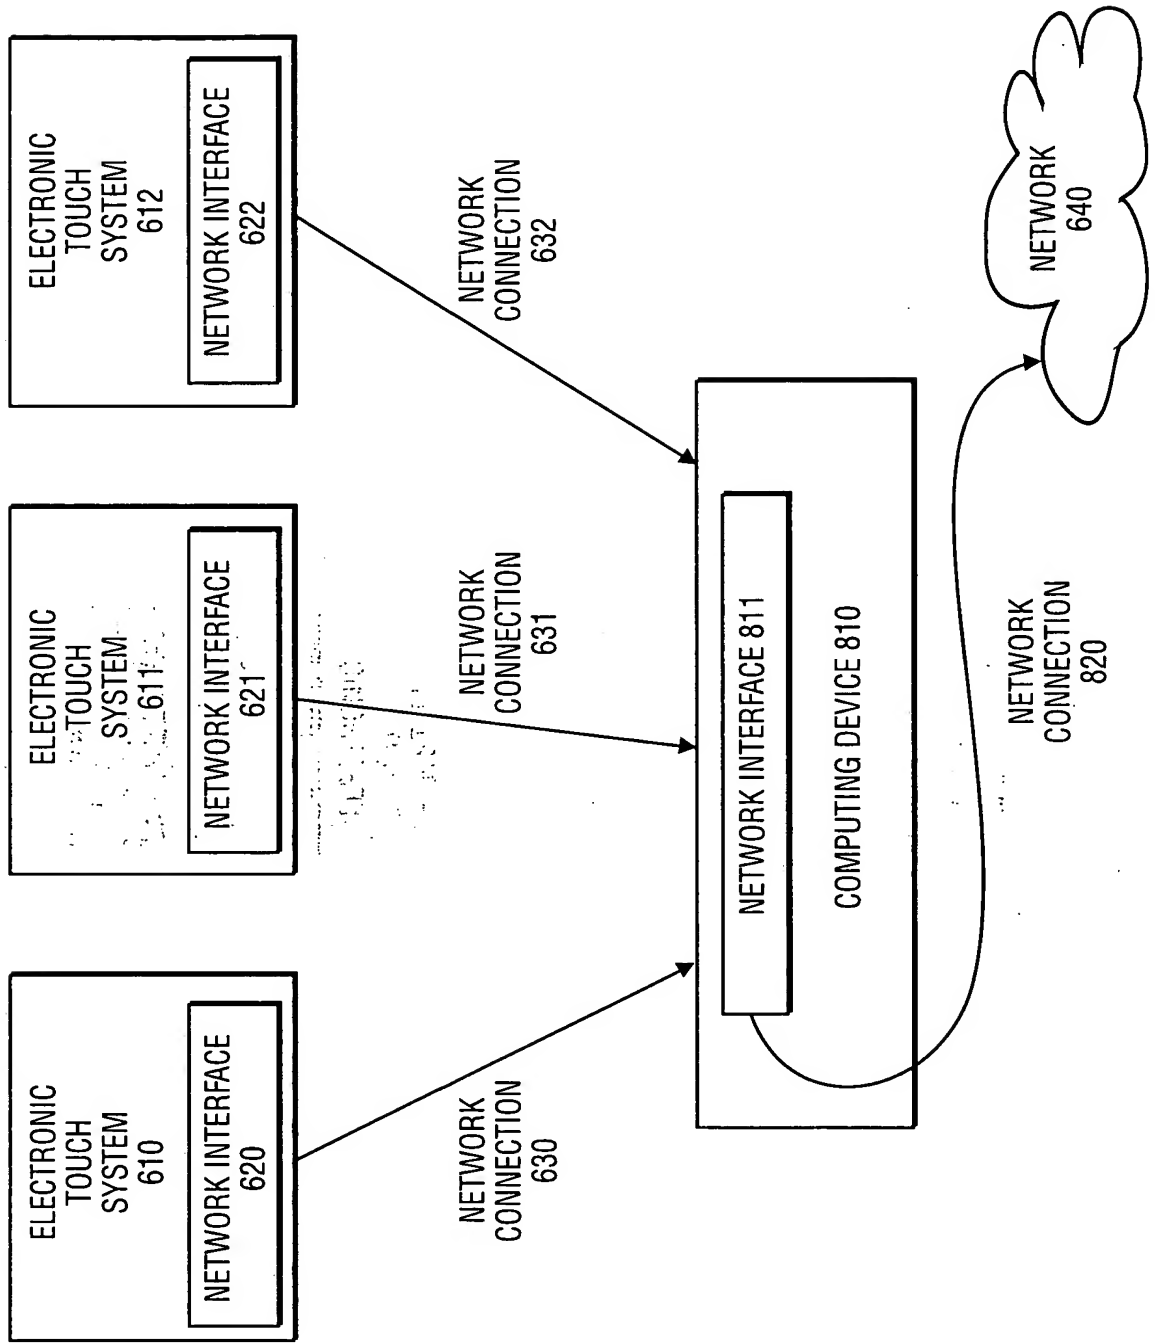 ELECTRONIC
TOUCH
SYSTEM
610
NETWORK INTERFACE
620
ELECTRONIC
TOUCH
SYSTEM
611
NETWORK INTERFACE
621
ELECTRONIC
TOUCH
SYSTEM
612
NETWORK INTERFACE
622
NETWORK
CONNECTION
630
NETWORK
CONNECTION
631
NETWORK
CONNECTION
632
NETWORK INTERFACE 811
COMPUTING DEVICE 810
NETWORK
CONNECTION
820
NETWORK
640